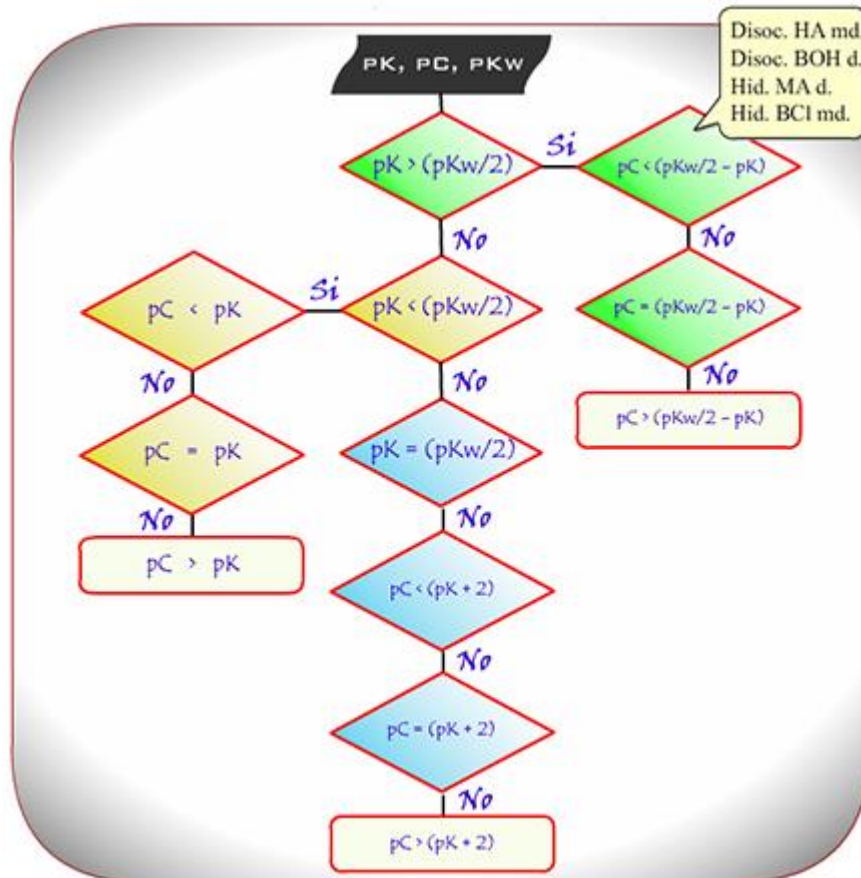 Disoc. HA md.
Disoc. BOH d.
Hid. MA d.
Hid. BCl md.
pK, pC, pKw
pK > (pKw/2)
Si
pC < (pKw/2 - pK)
No
No
pC < pK
Si
pK < (pKw/2)
pC = (pKw/2 - pK)
No
No
No
pC > (pKw/2 - pK)
pC = pK
pK = (pKw/2)
No
No
pC > pK
pC < (pK + 2)
No
pC = (pK + 2)
No
pC > (pK + 2)